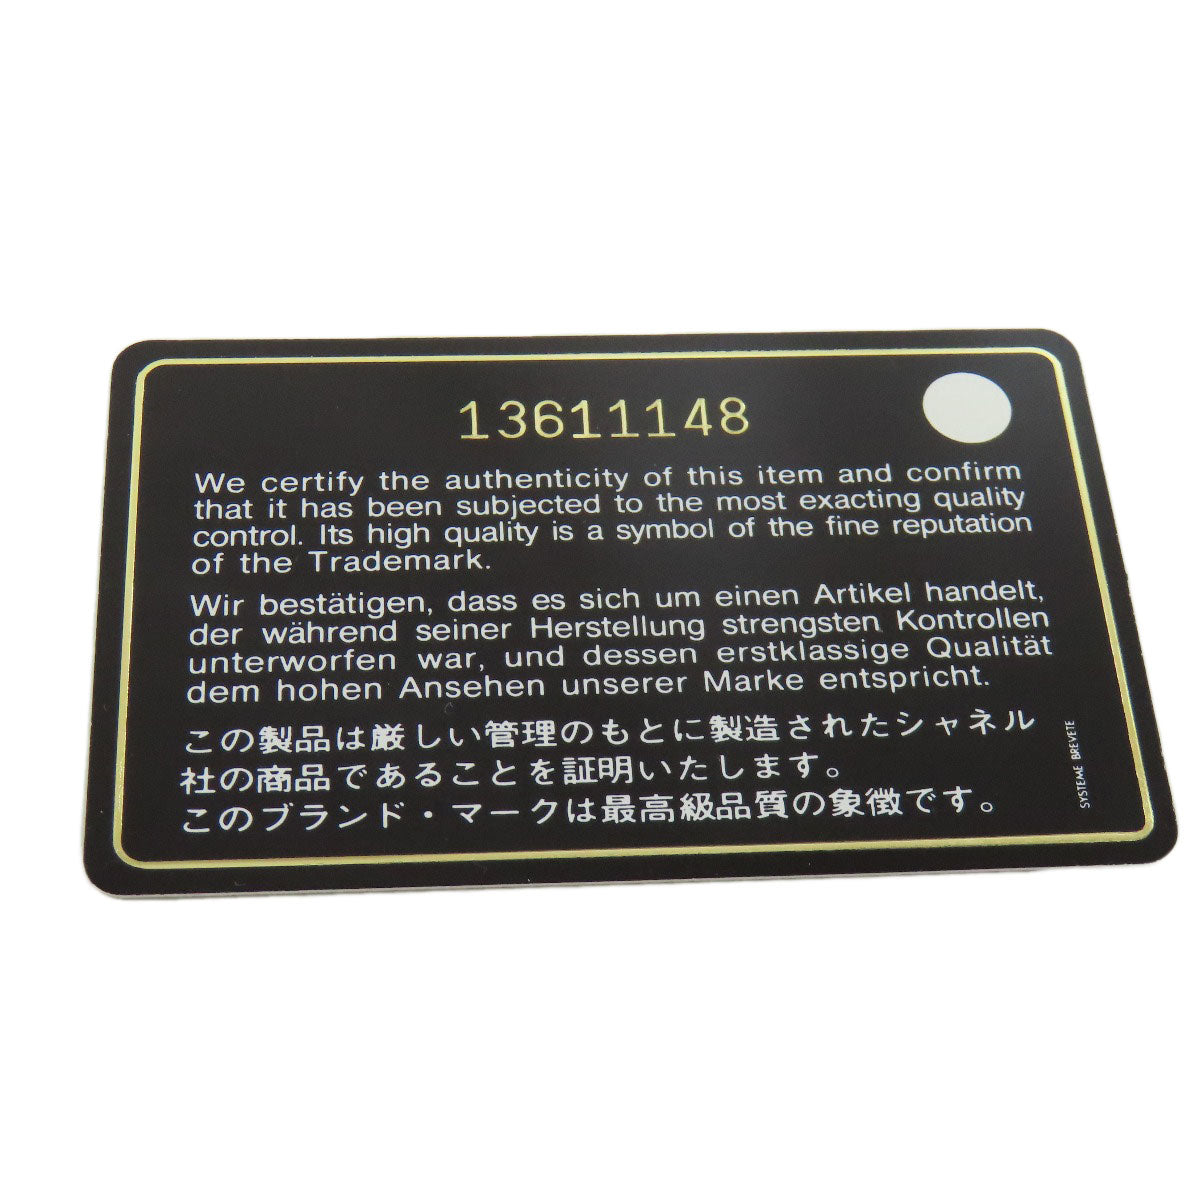 13611148
We certify the authenticity of this item and confirm
that it has been subjected to the most exacting quality
control. Its high quality is a symbol of the fine reputation
of the Trademark.
Wir bestätigen, dass es sich um einen Artikel handelt,
der während seiner Herstellung strengsten Kontrollen
unterworfen war, und dessen erstklassige Qualität
dem hohen Ansehen unserer Marke entspricht.
この製品は厳しい管理のもとに製造されたシャネル
社の商品であることを証明いたします。
このブランド・マークは最高級品質の象徴です。
SYSTEME BREVETE